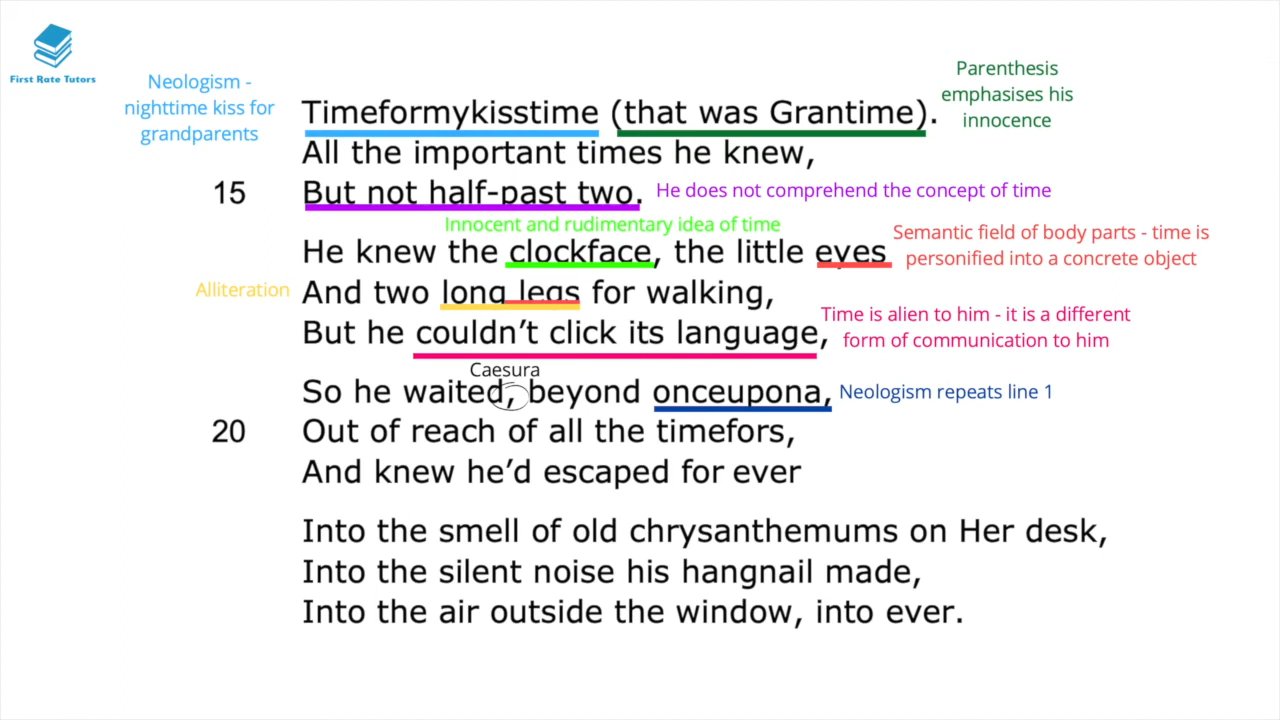 First Rate Tutors
Neologism -
nighttime kiss for
grandparents
Parenthesis
emphasises his
innocence
Timeformykisstime (that was Grantime).
All the important times he knew,
15 But not half-past two. He does not comprehend the concept of time
Innocent and rudimentary idea of time
He knew the clockface, the little eyes
Semantic field of body parts - time is
personified into a concrete object
Alliteration And two long legs for walking,
But he couldn’t click its language,
Time is alien to him - it is a different
form of communication to him
Caesura
So he waited, beyond onceupona, Neologism repeats line 1
20 Out of reach of all the timefors,
And knew he’d escaped for ever
Into the smell of old chrysanthemums on Her desk,
Into the silent noise his hangnail made,
Into the air outside the window, into ever.